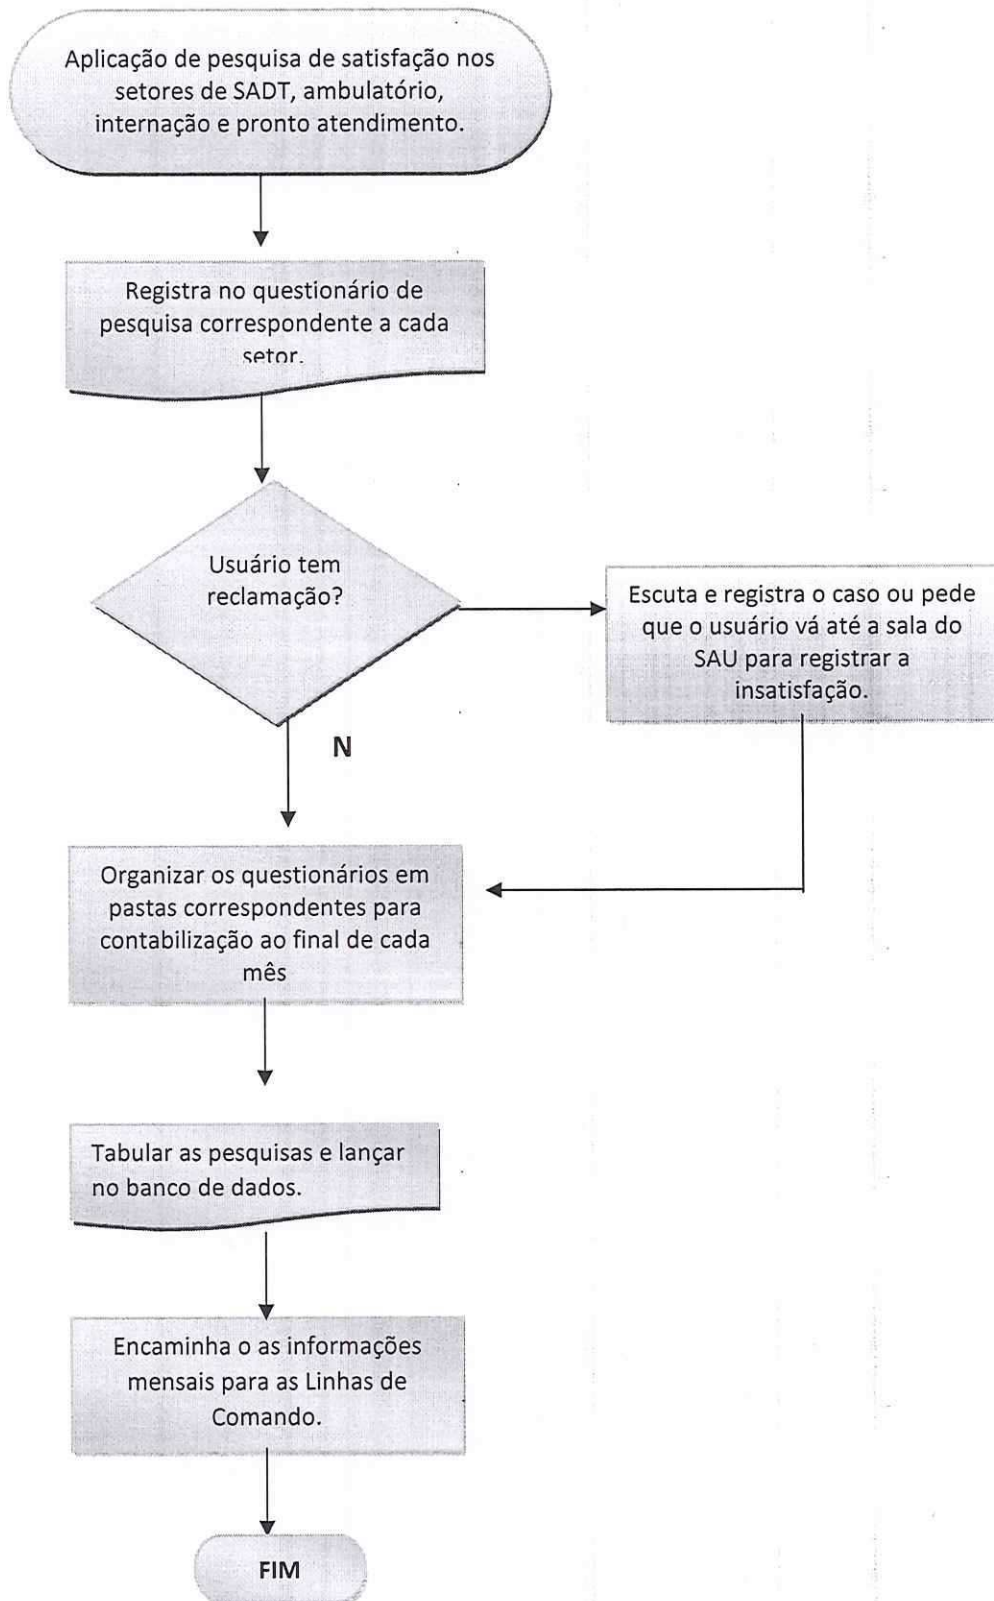 Aplicação de pesquisa de satisfação nos
setores de SADT, ambulatório,
internação e pronto atendimento.
Registra no questionário de
pesquisa correspondente a cada
setor.
Usuário tem
reclamação?
Escuta e registra o caso ou pede
que o usuário vá até a sala do
SAU para registrar a
insatisfação.
N
Organizar os questionários em
pastas correspondentes para
contabilização ao final de cada
mês
Tabular as pesquisas e lançar
no banco de dados.
Encaminha o as informações
mensais para as Linhas de
Comando.
FIM